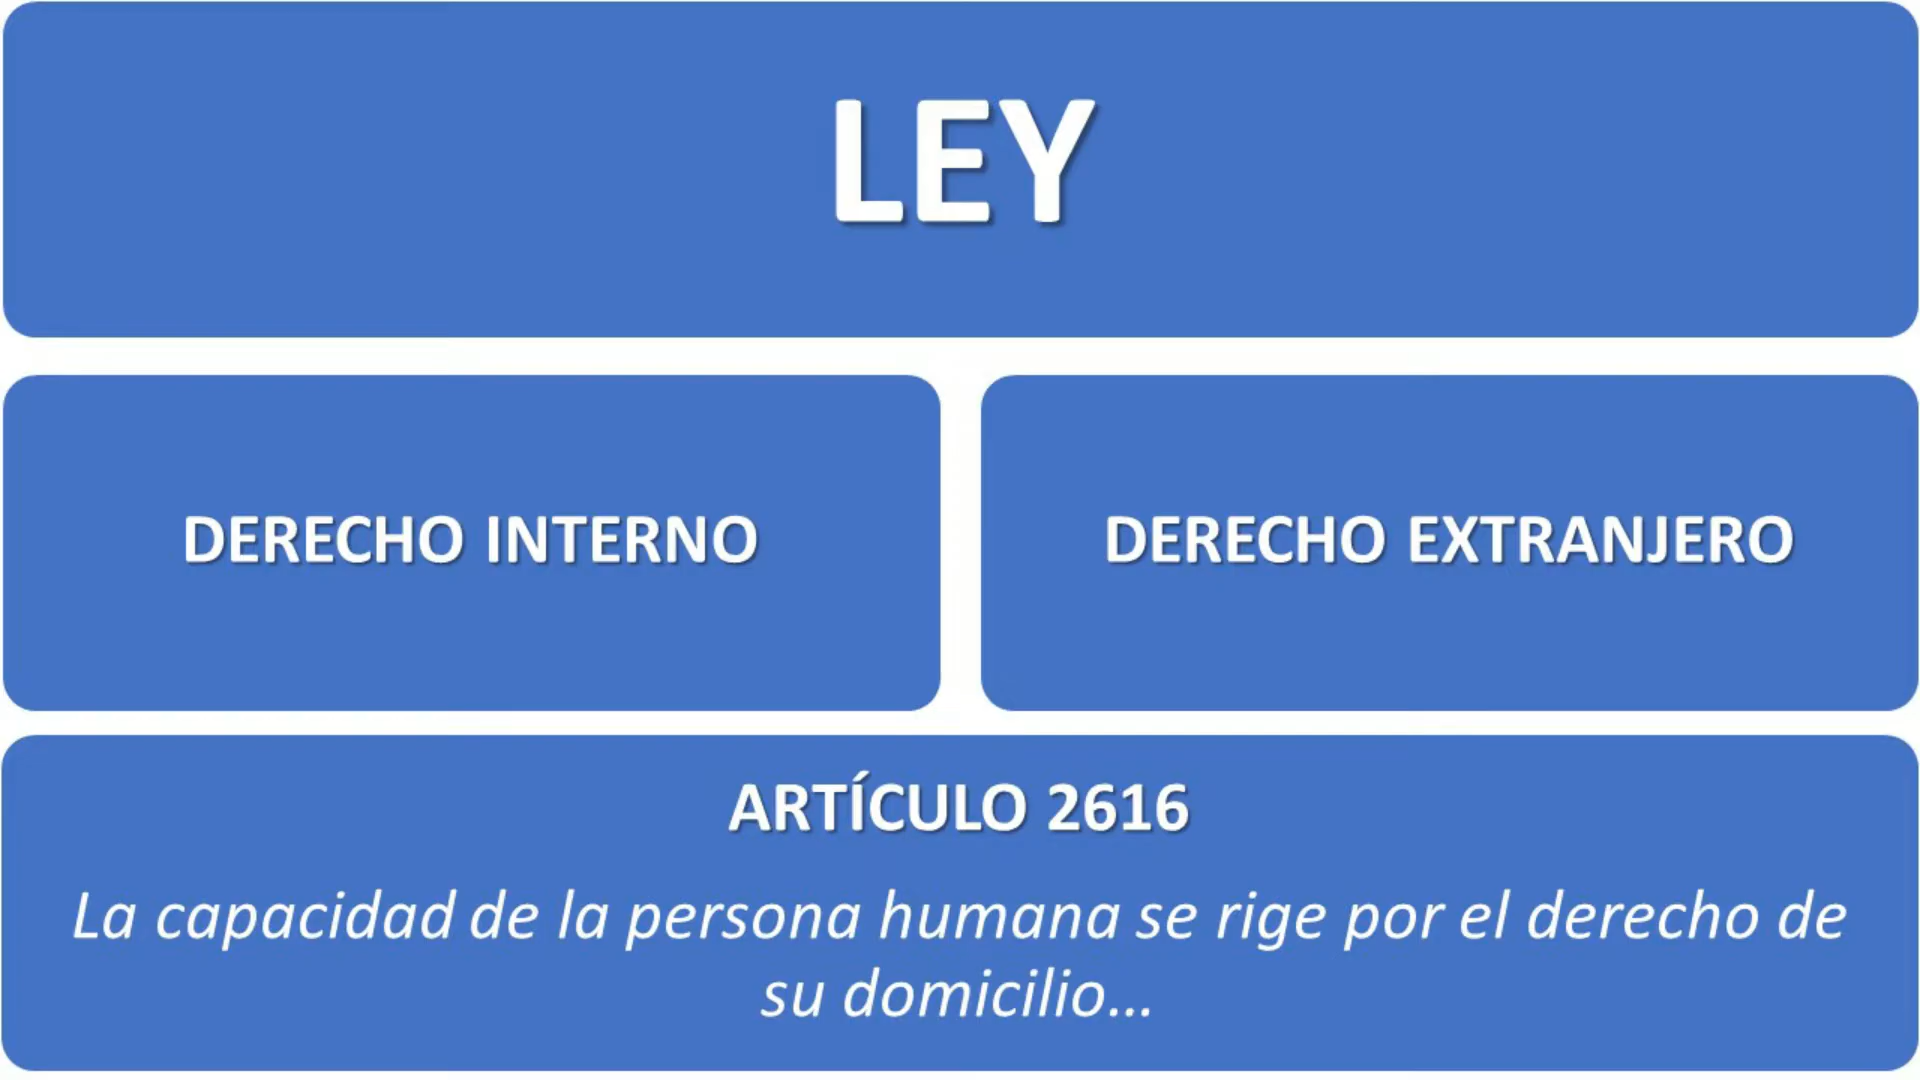 LEY
DERECHO INTERNO
DERECHO EXTRANJERO
ARTÍCULO 2616
La capacidad de la persona humana se rige por el derecho de
su domicilio...